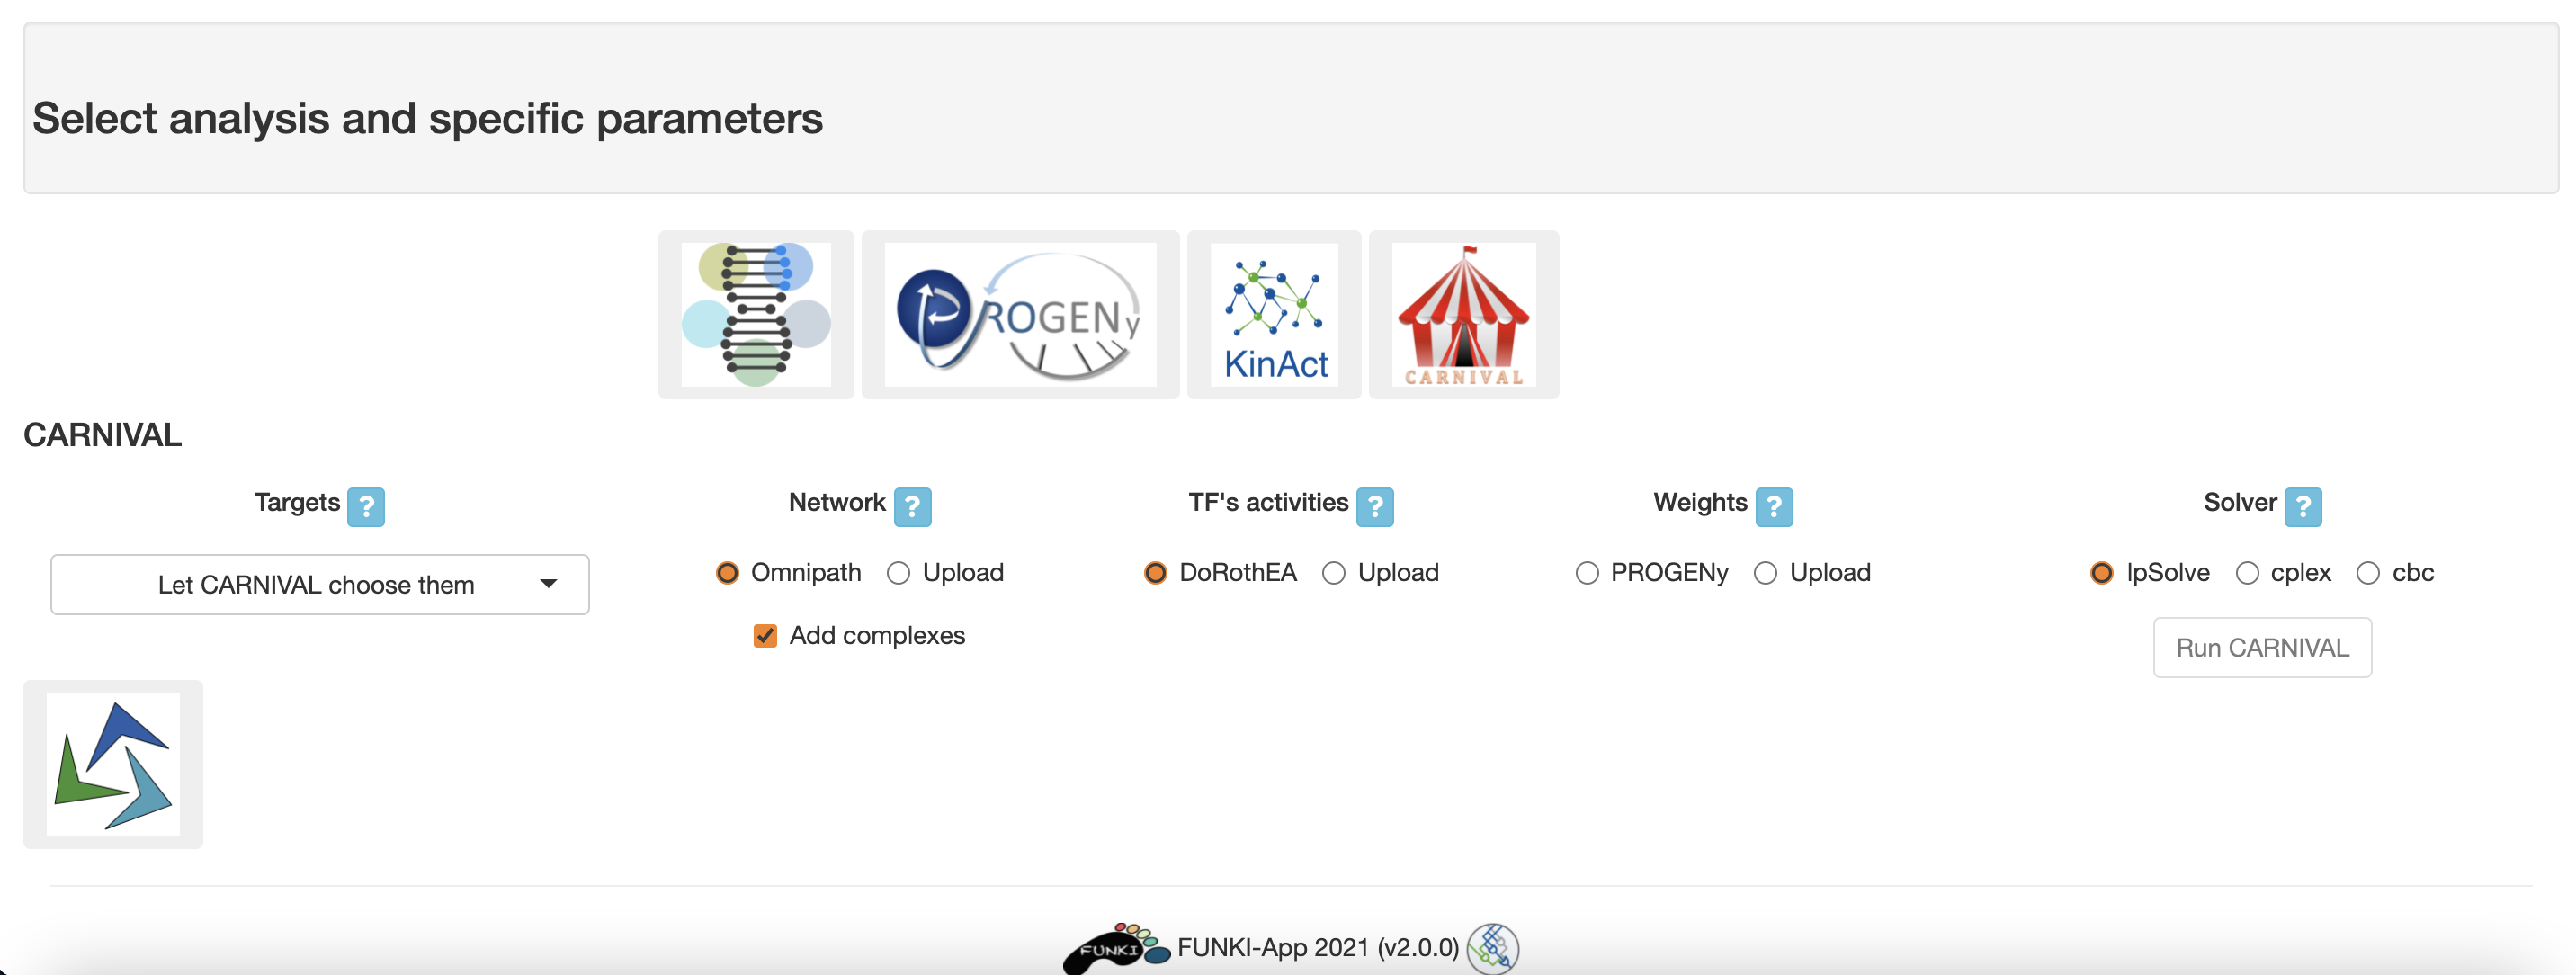 Select analysis and specific parameters
PROGENy
KinAct
CARNIVAL
CARNIVAL
Targets ? Network ? TF's activities ? Weights ? Solver ?
Let CARNIVAL choose them Omnipath Upload DoRothEA Upload PROGENy Upload lpSolve cplex cbc
Add complexes Run CARNIVAL
FUNKI FUNKI-App 2021 (v2.0.0)